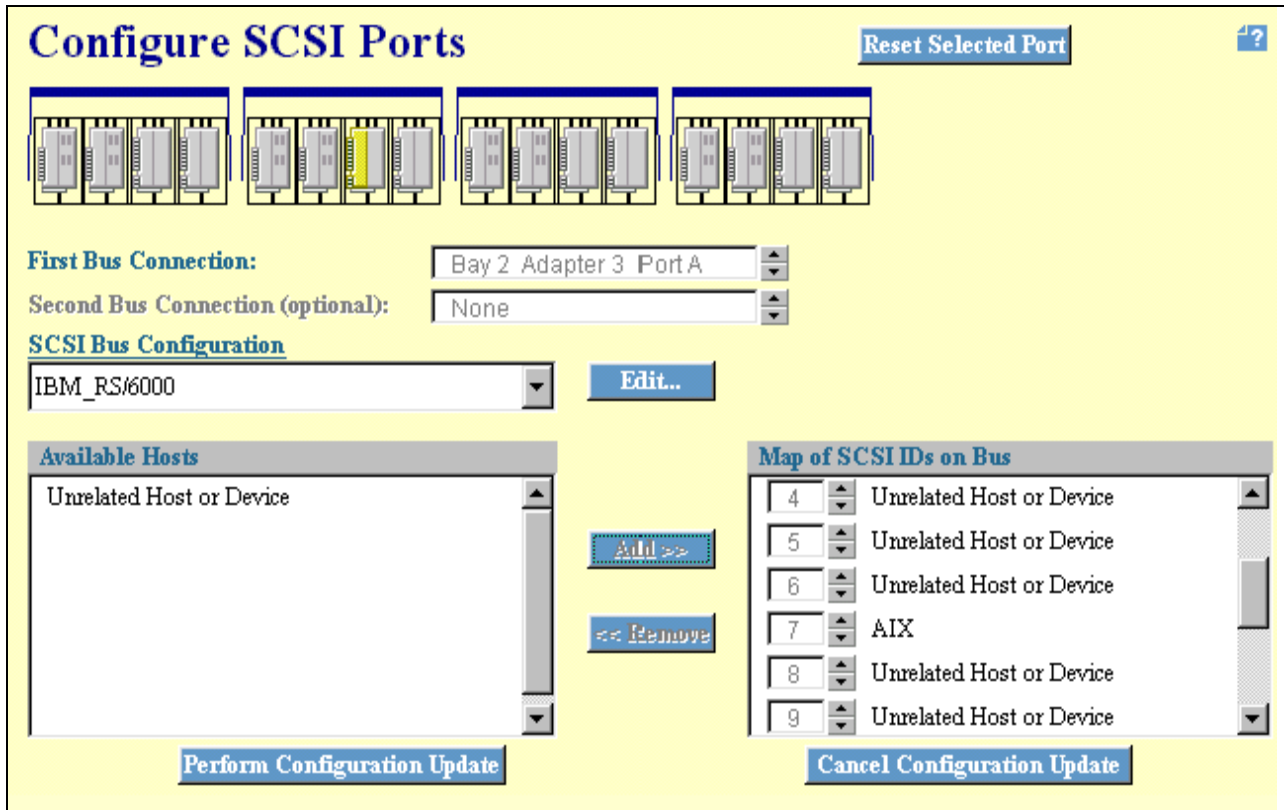 Configure SCSI Ports
Reset Selected Port
?
First Bus Connection:
Bay 2 Adapter 3 Port A
Second Bus Connection (optional):
None
SCSI Bus Configuration
IBM_RS/6000
Edit...
Available Hosts
Unrelated Host or Device
Add >>
<< Remove
Map of SCSI IDs on Bus
4 Unrelated Host or Device
5 Unrelated Host or Device
6 Unrelated Host or Device
7 AIX
8 Unrelated Host or Device
9 Unrelated Host or Device
Perform Configuration Update
Cancel Configuration Update